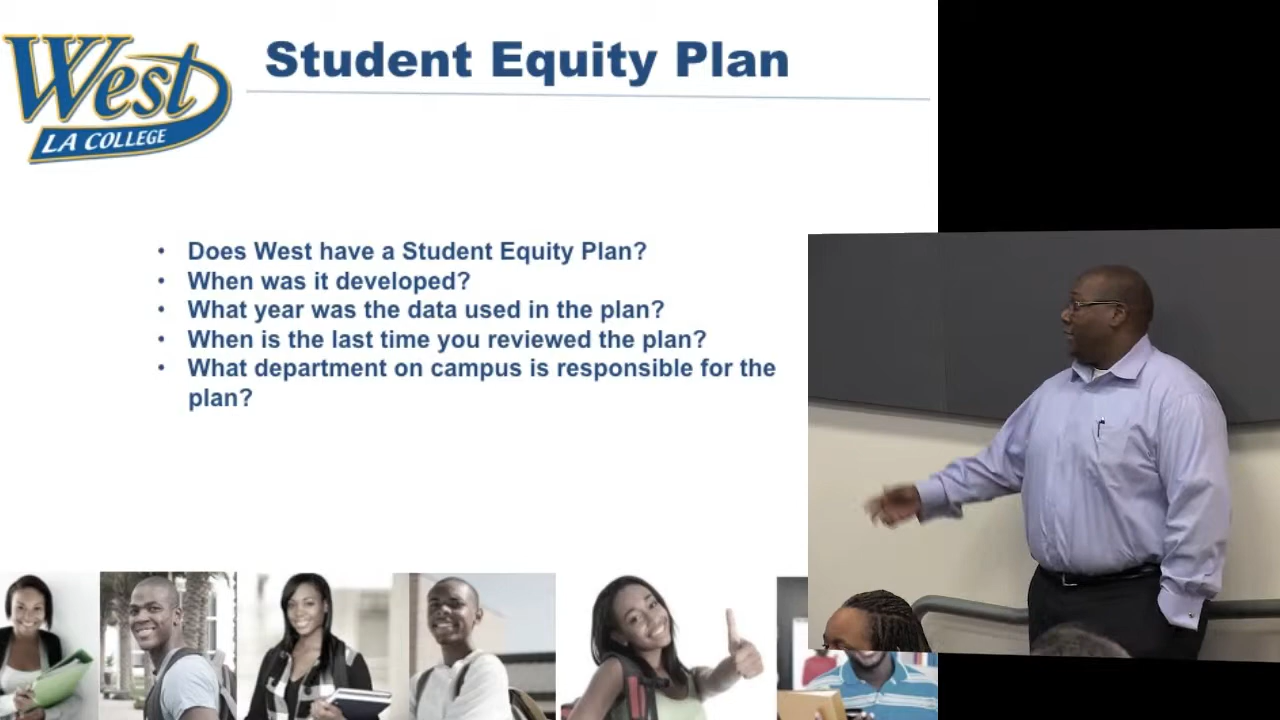 West
LA COLLEGE
Student Equity Plan
• Does West have a Student Equity Plan?
• When was it developed?
• What year was the data used in the plan?
• When is the last time you reviewed the plan?
• What department on campus is responsible for the
plan?